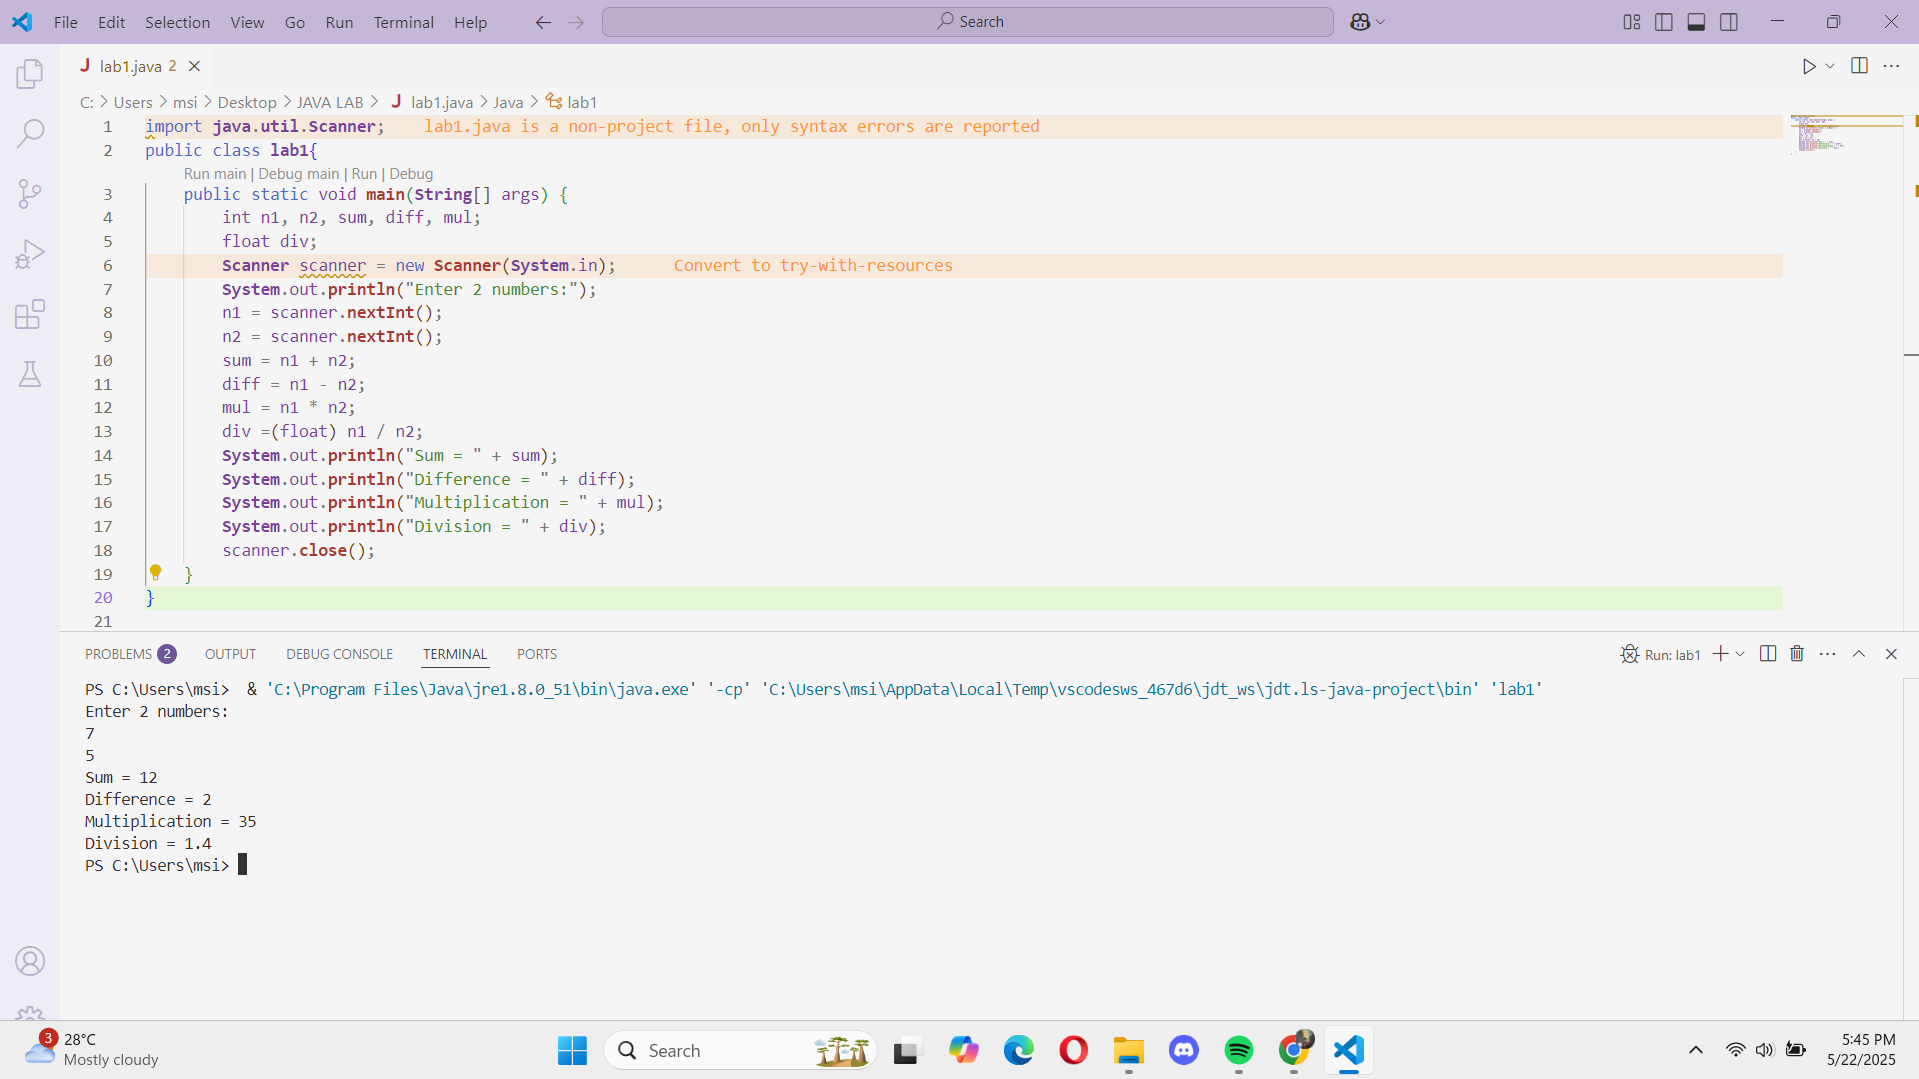 File Edit Selection View Go Run Terminal Help Search
lab1.java 2
C: > Users > msi > Desktop > JAVA LAB > J lab1.java > Java > lab1
1 import java.util.Scanner; lab1.java is a non-project file, only syntax errors are reported
2 public class lab1{
Run main | Debug main | Run | Debug
3 public static void main(String[] args) {
4 int n1, n2, sum, diff, mul;
5 float div;
6 Scanner scanner = new Scanner(System.in); Convert to try-with-resources
7 System.out.println("Enter 2 numbers:");
8 n1 = scanner.nextInt();
9 n2 = scanner.nextInt();
10 sum = n1 + n2;
11 diff = n1 - n2;
12 mul = n1 * n2;
13 div =(float) n1 / n2;
14 System.out.println("Sum = " + sum);
15 System.out.println("Difference = " + diff);
16 System.out.println("Multiplication = " + mul);
17 System.out.println("Division = " + div);
18 scanner.close();
19 }
20 }
21
PROBLEMS 2 OUTPUT DEBUG CONSOLE TERMINAL PORTS Run: lab1
PS C:\Users\msi> & 'C:\Program Files\Java\jre1.8.0_51\bin\java.exe' '-cp' 'C:\Users\msi\AppData\Local\Temp\vscodesws_467d6\jdt_ws\jdt.ls-java-project\bin' 'lab1'
Enter 2 numbers:
7
5
Sum = 12
Difference = 2
Multiplication = 35
Division = 1.4
PS C:\Users\msi>
3 28°C
Mostly cloudy
Search
5:45 PM
5/22/2025